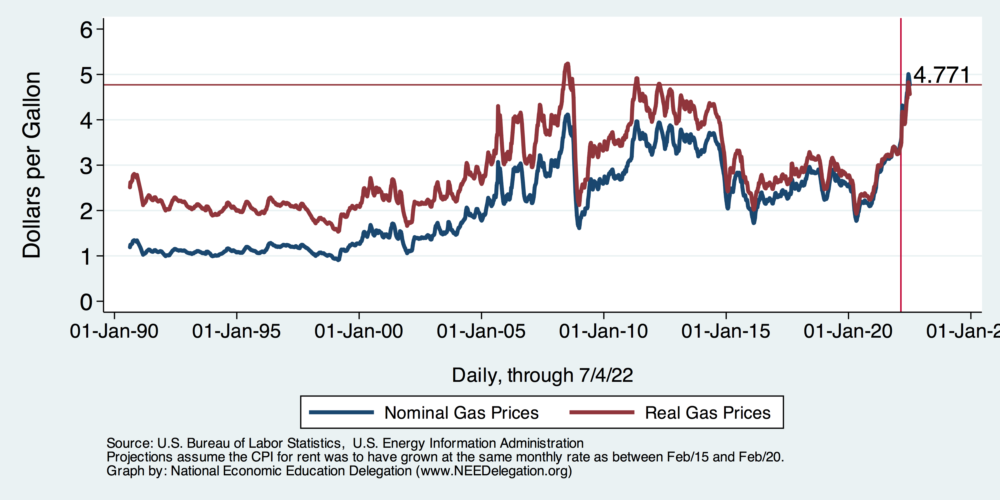 6
5
4
3
2
1
0
Dollars per Gallon
4.771
01-Jan-90 01-Jan-95 01-Jan-00 01-Jan-05 01-Jan-10 01-Jan-15 01-Jan-20 01-Jan-2
Daily, through 7/4/22
Nominal Gas Prices Real Gas Prices
Source: U.S. Bureau of Labor Statistics, U.S. Energy Information Administration
Projections assume the CPI for rent was to have grown at the same monthly rate as between Feb/15 and Feb/20.
Graph by: National Economic Education Delegation (www.NEEDelegation.org)